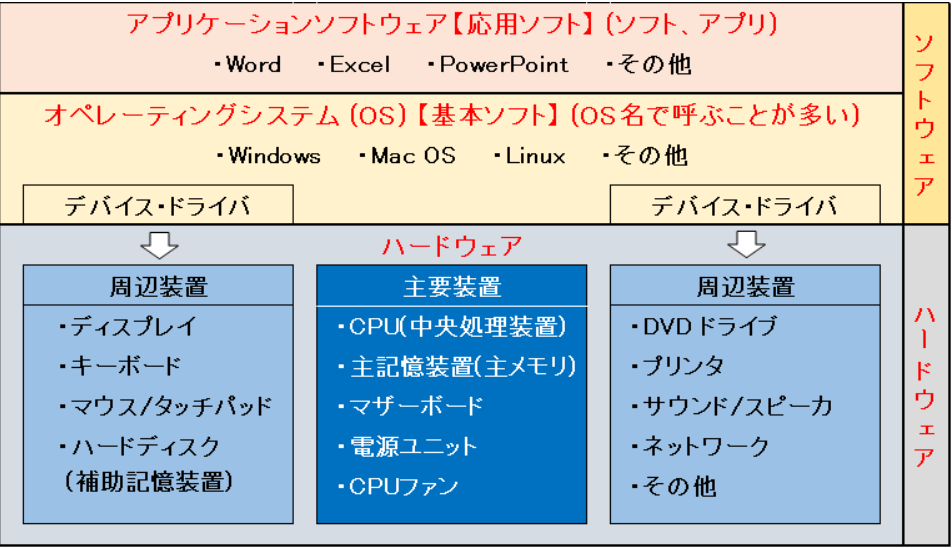 アプリケーションソフトウェア【応用ソフト】(ソフト、アプリ)
・Word ・Excel ・PowerPoint ・その他
オペレーティングシステム(OS)【基本ソフト】(OS名で呼ぶことが多い)
・Windows ・Mac OS ・Linux ・その他
デバイス・ドライバ
デバイス・ドライバ
ソフトウェア
ハードウェア
周辺装置
・ディスプレイ
・キーボード
・マウス/タッチパッド
・ハードディスク
(補助記憶装置)
主要装置
・CPU(中央処理装置)
・主記憶装置(主メモリ)
・マザーボード
・電源ユニット
・CPUファン
周辺装置
・DVDドライブ
・プリンタ
・サウンド/スピーカ
・ネットワーク
・その他
ハードウェア